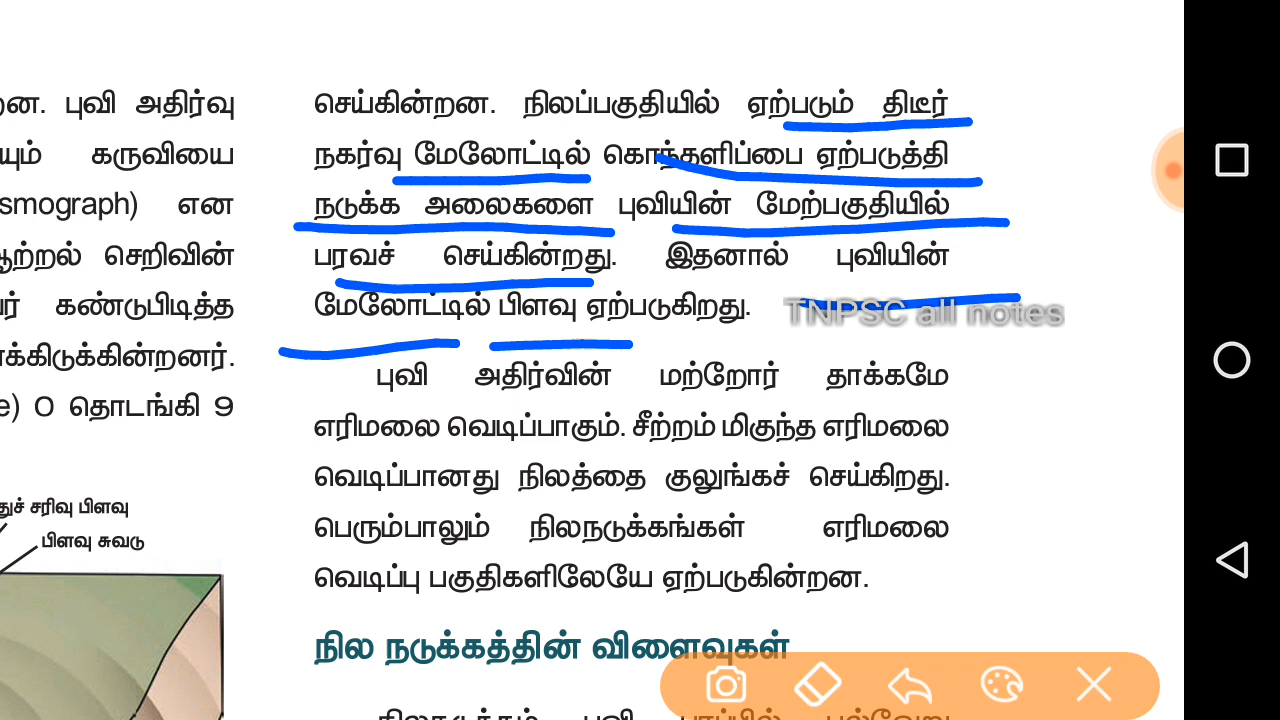 றன. புவி அதிர்வு
யும் கருவியை
smograph) என
ஆற்றல் செறிவின்
பர் கண்டுபிடித்த
ாக்கிடுக்கின்றனர்.
e) 0 தொடங்கி 9
துச் சரிவு பிளவு
பிளவு சுவடு
செய்கின்றன. நிலப்பகுதியில் ஏற்படும் திடீர்
நகர்வு மேலோட்டில் கொந்தளிப்பை ஏற்படுத்தி
நடுக்க அலைகளை புவியின் மேற்பகுதியில்
பரவச் செய்கின்றது. இதனால் புவியின்
மேலோட்டில் பிளவு ஏற்படுகிறது.
TNPSC all notes
புவி அதிர்வின் மற்றோர் தாக்கமே
எரிமலை வெடிப்பாகும். சீற்றம் மிகுந்த எரிமலை
வெடிப்பானது நிலத்தை குலுங்கச் செய்கிறது.
பெரும்பாலும் நிலநடுக்கங்கள் எரிமலை
வெடிப்பு பகுதிகளிலேயே ஏற்படுகின்றன.
நில நடுக்கத்தின் விளைவுகள்